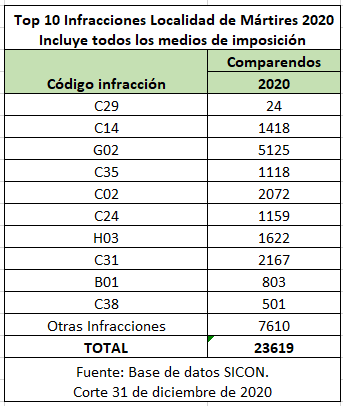 Top 10 Infracciones Localidad de Mártires 2020
Incluye todos los medios de imposición
Código infracción
Comparendos
2020
C29 24
C14 1418
G02 5125
C35 1118
C02 2072
C24 1159
H03 1622
C31 2167
B01 803
C38 501
Otras Infracciones 7610
TOTAL 23619
Fuente: Base de datos SICON.
Corte 31 de diciembre de 2020